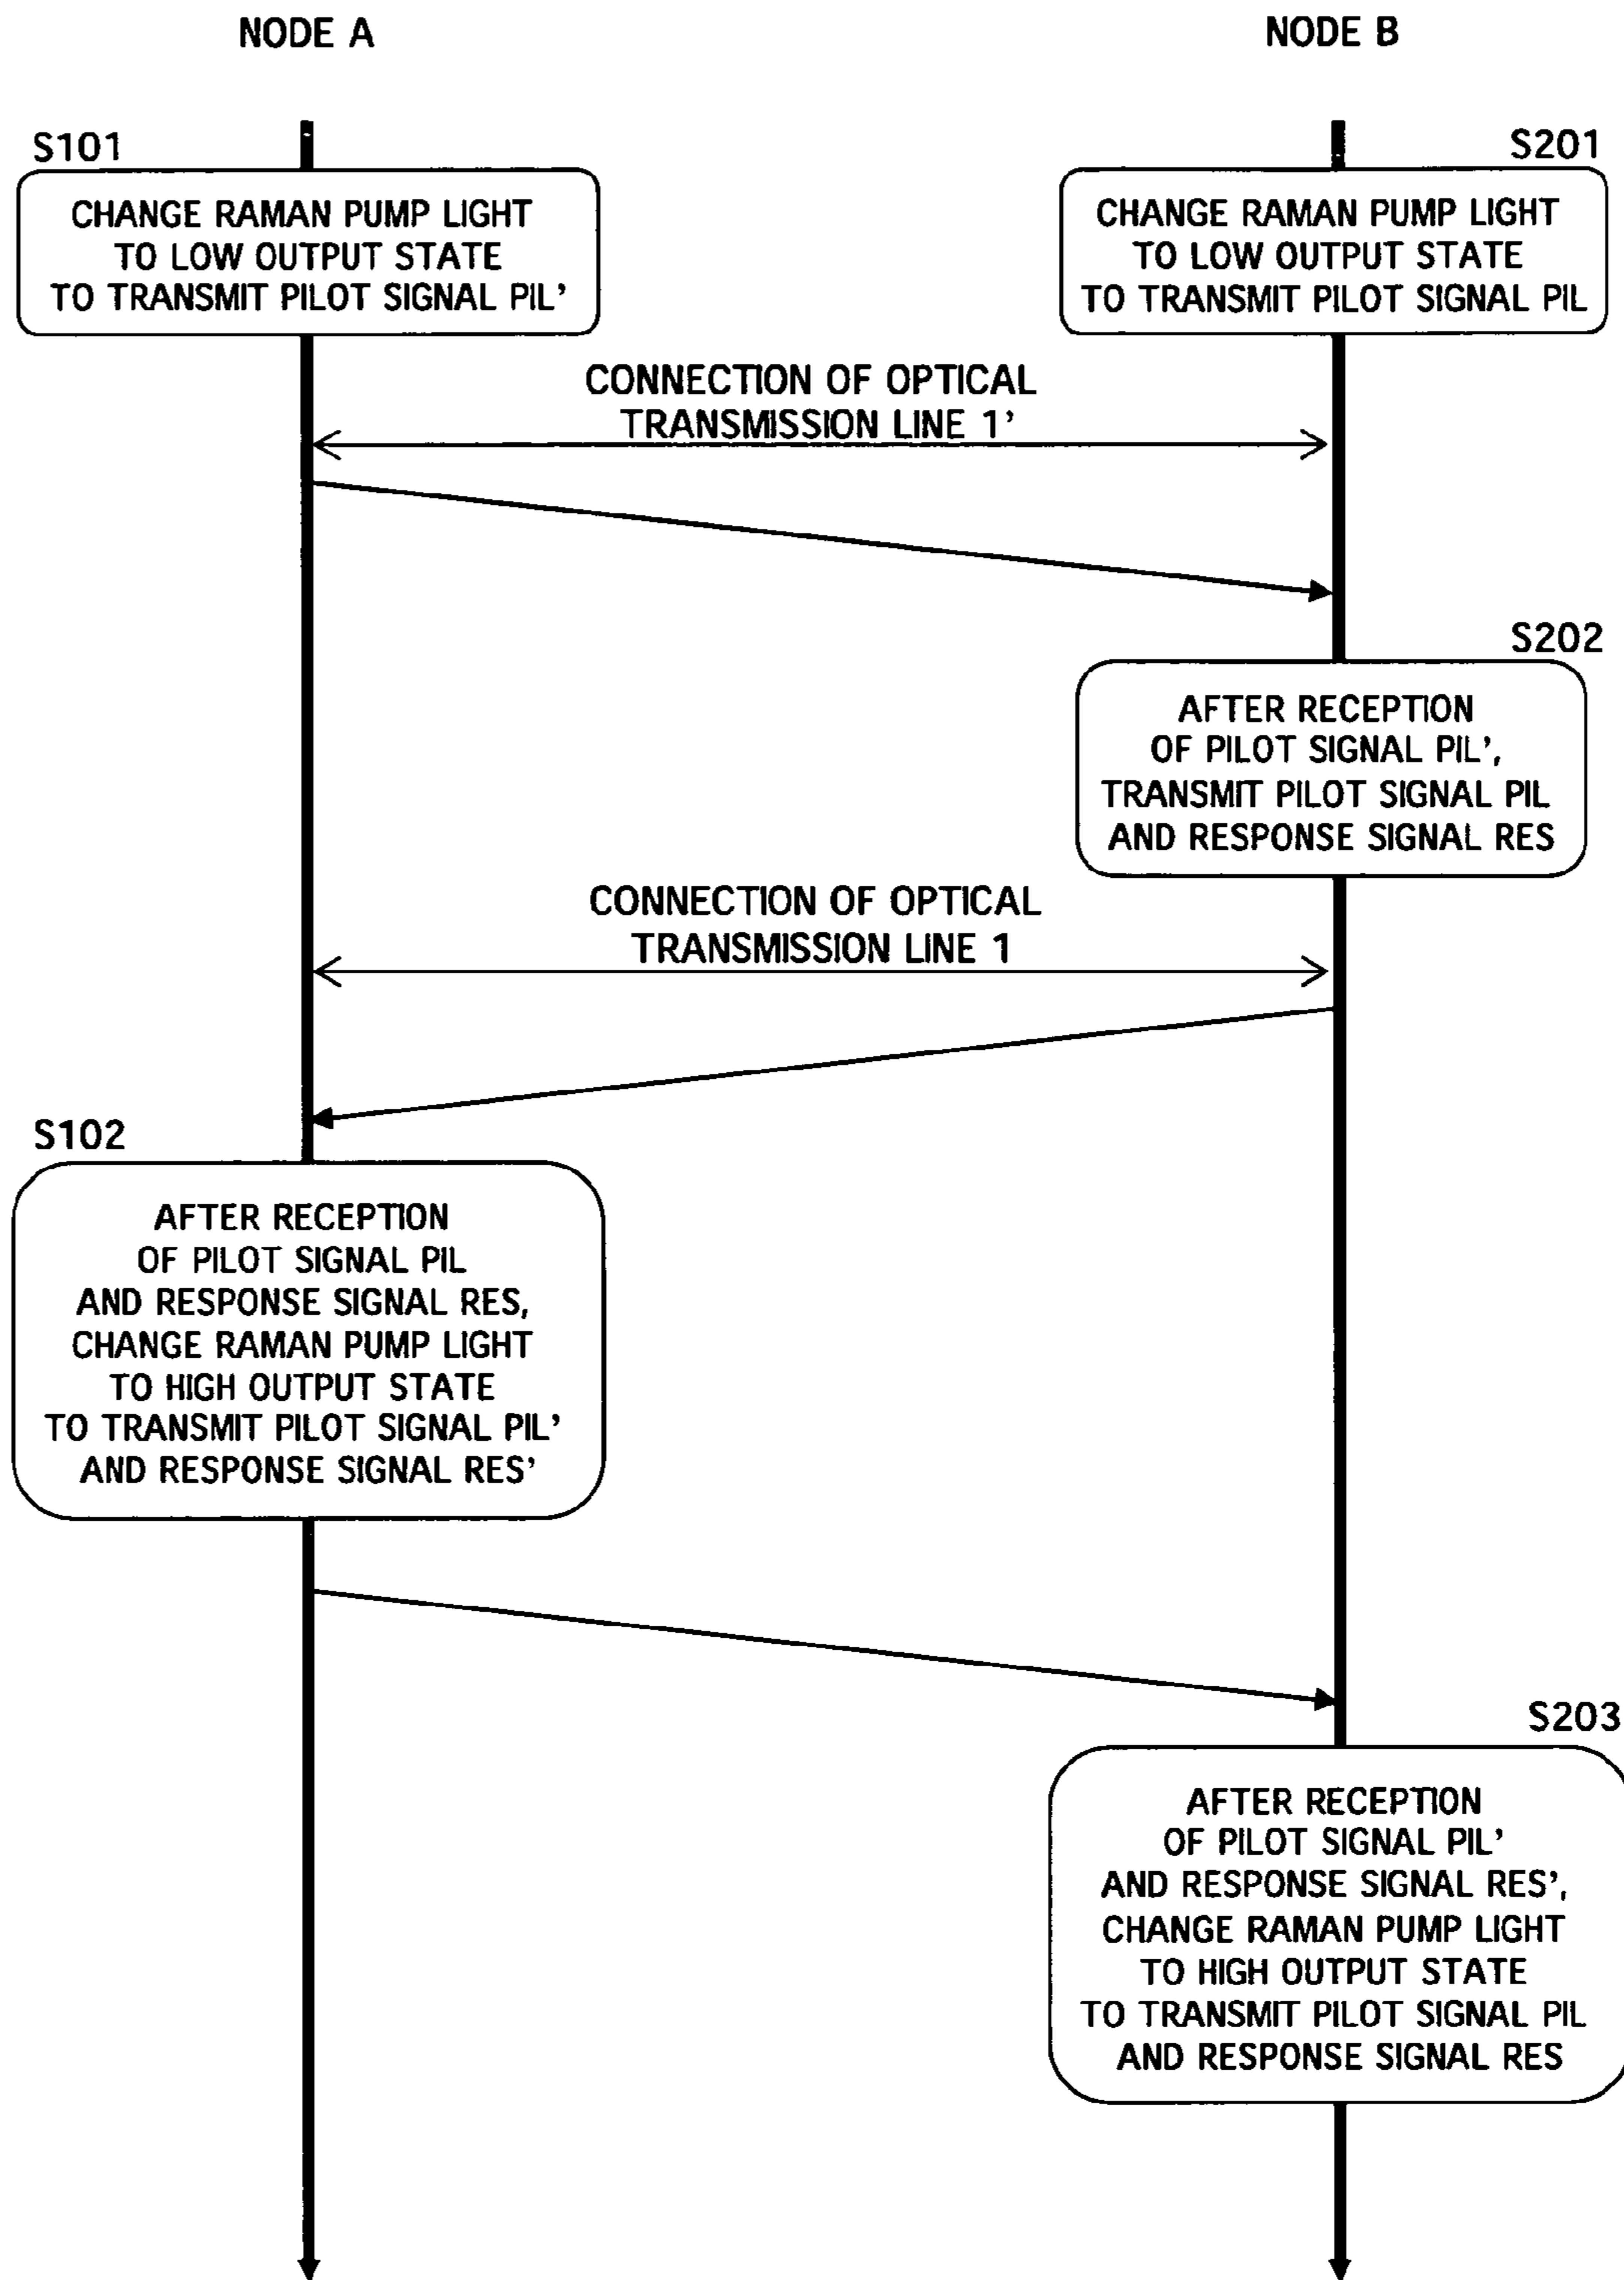 NODE A
NODE B
S101
CHANGE RAMAN PUMP LIGHT
TO LOW OUTPUT STATE
TO TRANSMIT PILOT SIGNAL PIL'
S201
CHANGE RAMAN PUMP LIGHT
TO LOW OUTPUT STATE
TO TRANSMIT PILOT SIGNAL PIL
CONNECTION OF OPTICAL
TRANSMISSION LINE 1'
S202
AFTER RECEPTION
OF PILOT SIGNAL PIL',
TRANSMIT PILOT SIGNAL PIL
AND RESPONSE SIGNAL RES
CONNECTION OF OPTICAL
TRANSMISSION LINE 1
S102
AFTER RECEPTION
OF PILOT SIGNAL PIL
AND RESPONSE SIGNAL RES,
CHANGE RAMAN PUMP LIGHT
TO HIGH OUTPUT STATE
TO TRANSMIT PILOT SIGNAL PIL'
AND RESPONSE SIGNAL RES'
S203
AFTER RECEPTION
OF PILOT SIGNAL PIL'
AND RESPONSE SIGNAL RES',
CHANGE RAMAN PUMP LIGHT
TO HIGH OUTPUT STATE
TO TRANSMIT PILOT SIGNAL PIL
AND RESPONSE SIGNAL RES